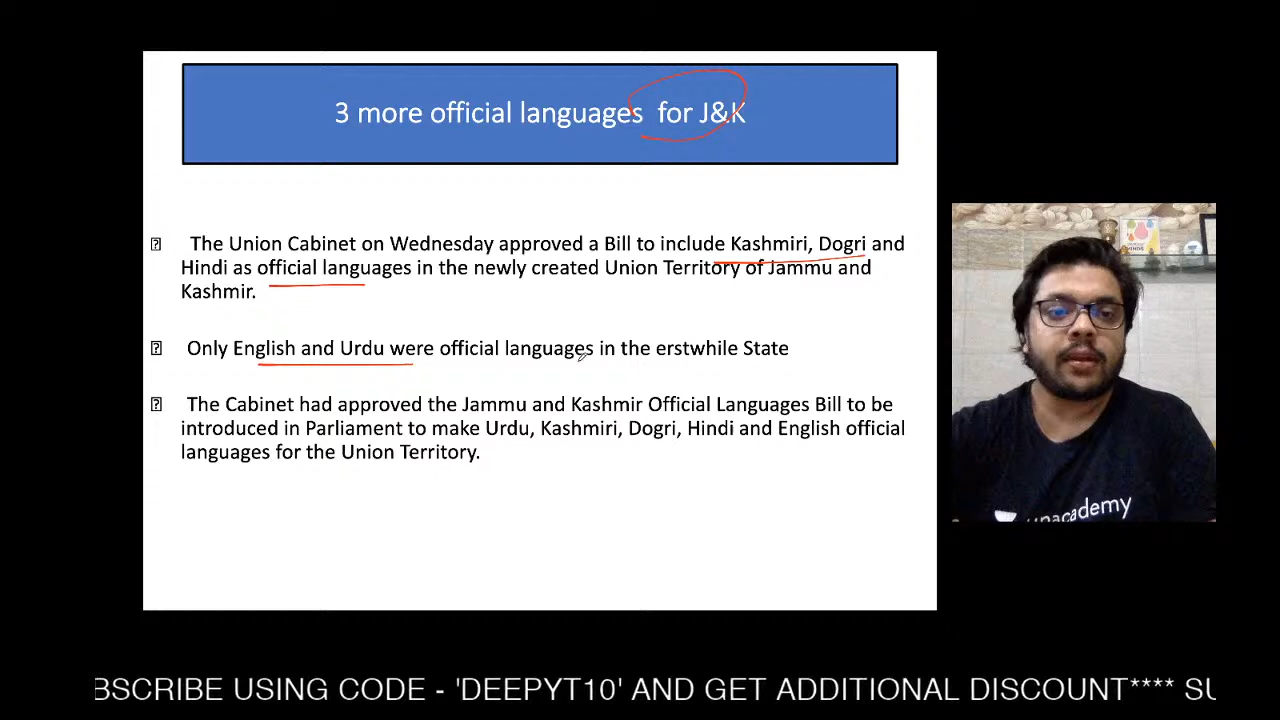 3 more official languages for J&K
The Union Cabinet on Wednesday approved a Bill to include Kashmiri, Dogri and
Hindi as official languages in the newly created Union Territory of Jammu and
Kashmir.
Only English and Urdu were official languages in the erstwhile State
The Cabinet had approved the Jammu and Kashmir Official Languages Bill to be
introduced in Parliament to make Urdu, Kashmiri, Dogri, Hindi and English official
languages for the Union Territory.
unacademy
BSCRIBE USING CODE - 'DEEPYT10' AND GET ADDITIONAL DISCOUNT**** SU